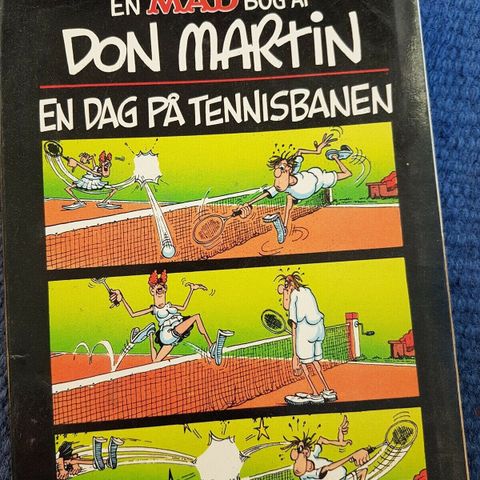 EN MAD BOG AF
DON MARTIN
EN DAG PÅ TENNISBANEN